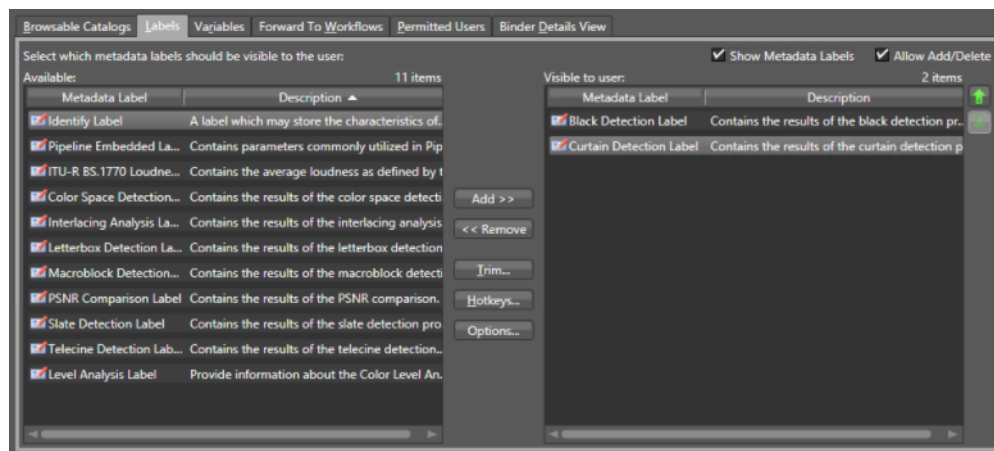 Browsable Catalogs Labels Variables Forward To Workflows Permitted Users Binder Details View
Select which metadata labels should be visible to the user: Show Metadata Labels Allow Add/Delete
Available: 11 items Visible to user: 2 items
Metadata Label Description Metadata Label Description
Identify Label A label which may store the characteristics of.. Black Detection Label Contains the results of the black detection pr..
Pipeline Embedded La... Contains parameters commonly utilized in Pip Curtain Detection Label Contains the results of the curtain detection p
ITU-R BS.1770 Loudne... Contains the average loudness as defined by t
Color Space Detection... Contains the results of the color space detecti Add >>
Interlacing Analysis La... Contains the results of the interlacing analysis << Remove
Letterbox Detection La... Contains the results of the letterbox detection
Macroblock Detection... Contains the results of the macroblock detecti Trim...
PSNR Comparison Label Contains the results of the PSNR comparison. Hotkeys...
Slate Detection Label Contains the results of the slate detection pro Options...
Telecine Detection Lab... Contains the results of the telecine detection..
Level Analysis Label Provide information about the Color Level An.